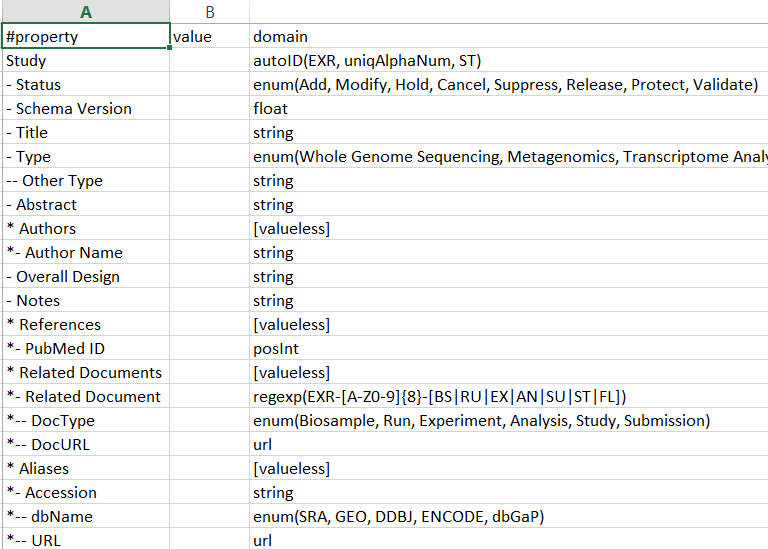 A B
#property value domain
Study autoID(EXR, uniqAlphaNum, ST)
- Status enum(Add, Modify, Hold, Cancel, Suppress, Release, Protect, Validate)
- Schema Version float
- Title string
- Type enum(Whole Genome Sequencing, Metagenomics, Transcriptome Analy
-- Other Type string
- Abstract string
* Authors [valueless]
*- Author Name string
- Overall Design string
- Notes string
* References [valueless]
*- PubMed ID posInt
* Related Documents [valueless]
*- Related Document regexp(EXR-[A-Z0-9]{8}-[BS|RU|EX|AN|SU|ST|FL])
*-- DocType enum(Biosample, Run, Experiment, Analysis, Study, Submission)
*-- DocURL url
* Aliases [valueless]
*- Accession string
*-- dbName enum(SRA, GEO, DDBJ, ENCODE, dbGaP)
*-- URL url